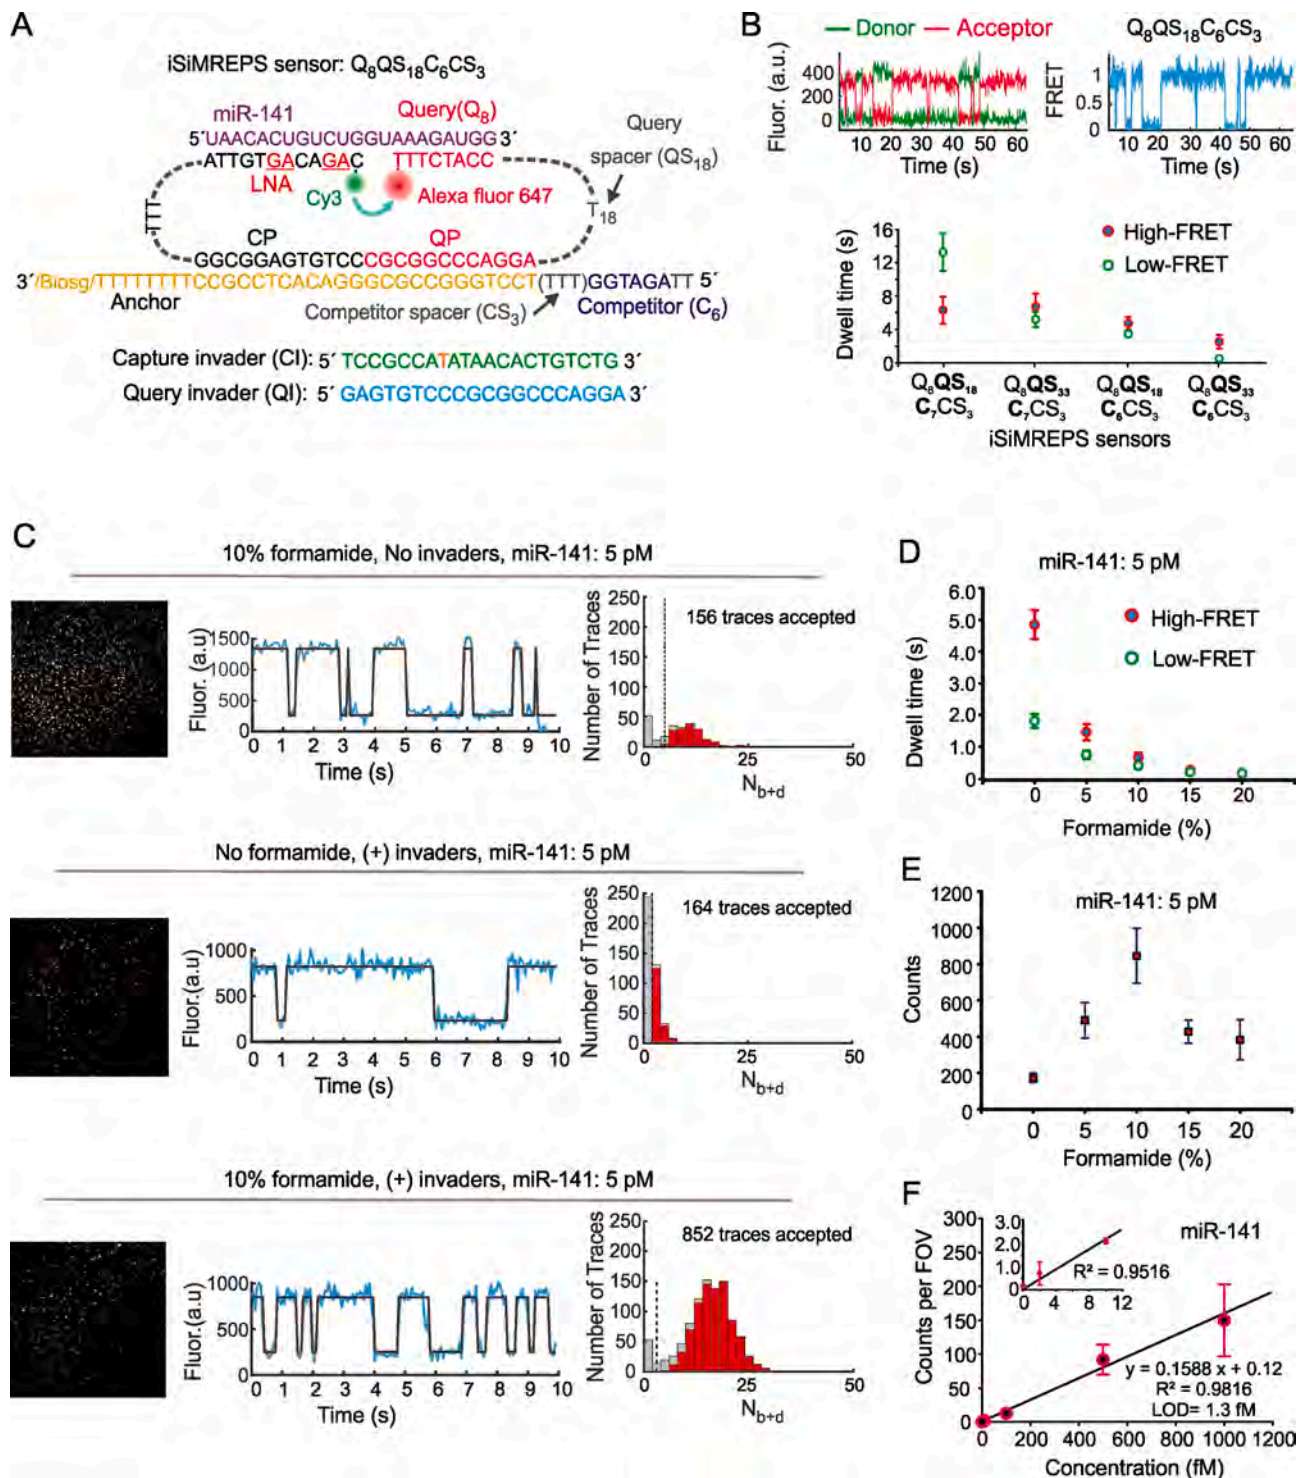 A
iSiMREPS sensor: Q8QS18C6CS3
miR-141
Query(Q8)
5´UAACACUGUCUGGUAAAGAUGG 3´
Query
spacer (QS18)
ATTGTGACAGAC
TTTCTACC
LNA
Cy3
Alexa fluor 647
TTT
T18
CP
QP
GGCGGAGTGTCCCGCGGCCCAGGA
3´/Biosg/TTTTTTTTCCGCCTCACAGGGCGCCGGGTCCT(TTT)GGTAGATT 5´
Anchor
Competitor spacer (CS3)
Competitor (C6)
Capture invader (CI): 5´ TCCGCCATATAACACTGTCTG 3´
Query invader (QI): 5´ GAGTGTCCCGCGGCCCAGGA 3´
B
Donor
Acceptor
Q8QS18C6CS3
Fluor. (a.u.)
400
200
0
10 20 30 40 50 60
Time (s)
FRET
1
0.5
0
10 20 30 40 50 60
Time (s)
Dwell time (s)
16
12
8
4
0
High-FRET
Low-FRET
Q8QS18 Q8QS33 Q8QS18 Q8QS33
C7CS3 C7CS3 C6CS3 C6CS3
iSiMREPS sensors
C
10% formamide, No invaders, miR-141: 5 pM
Fluor. (a.u)
1500
1000
500
0
0 1 2 3 4 5 6 7 8 9 10
Time (s)
Number of Traces
250
200
150
100
50
0
156 traces accepted
0 25 50
Nb+d
No formamide, (+) invaders, miR-141: 5 pM
Fluor.(a.u)
1000
500
0
0 1 2 3 4 5 6 7 8 9 10
Time (s)
Number of Traces
250
200
150
100
50
0
164 traces accepted
0 25 50
Nb+d
10% formamide, (+) invaders, miR-141: 5 pM
Fluor.(a.u)
1000
500
0
0 1 2 3 4 5 6 7 8 9 10
Time (s)
Number of Traces
250
200
150
100
50
0
852 traces accepted
0 25 50
Nb+d
D
miR-141: 5 pM
Dwell time (s)
6.0
5.0
4.0
3.0
2.0
1.0
0
High-FRET
Low-FRET
0 5 10 15 20
Formamide (%)
E
miR-141: 5 pM
Counts
1200
1000
800
600
400
200
0
0 5 10 15 20
Formamide (%)
F
miR-141
Counts per FOV
300
250
200
150
100
50
0
3.0
2.0
1.0
0
R² = 0.9516
4 8 12
y = 0.1588 x + 0.12
R² = 0.9816
LOD= 1.3 fM
0 200 400 600 800 1000 1200
Concentration (fM)